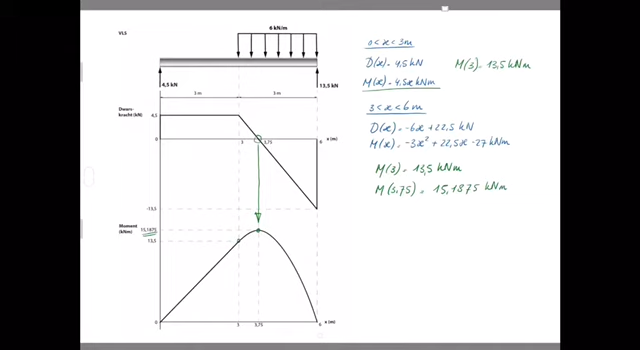 VLS
6 kN/m
4,5 kN
13,5 kN
3 m
3 m
Dwars-
kracht (kN)
4,5
0
3
3,75
6
x (m)
-13,5
Moment
(kNm)
15,1875
13,5
0
3
3,75
6
x (m)
0 < x < 3m
D(x) = 4,5 kN
M(3) = 13,5 kNm
M(x) = 4,5x kNm
3 < x < 6m
D(x) = -6x + 22,5 kN
M(x) = -3x² + 22,5x - 27 kNm
M(3) = 13,5 kNm
M(3,75) = 15,1875 kNm